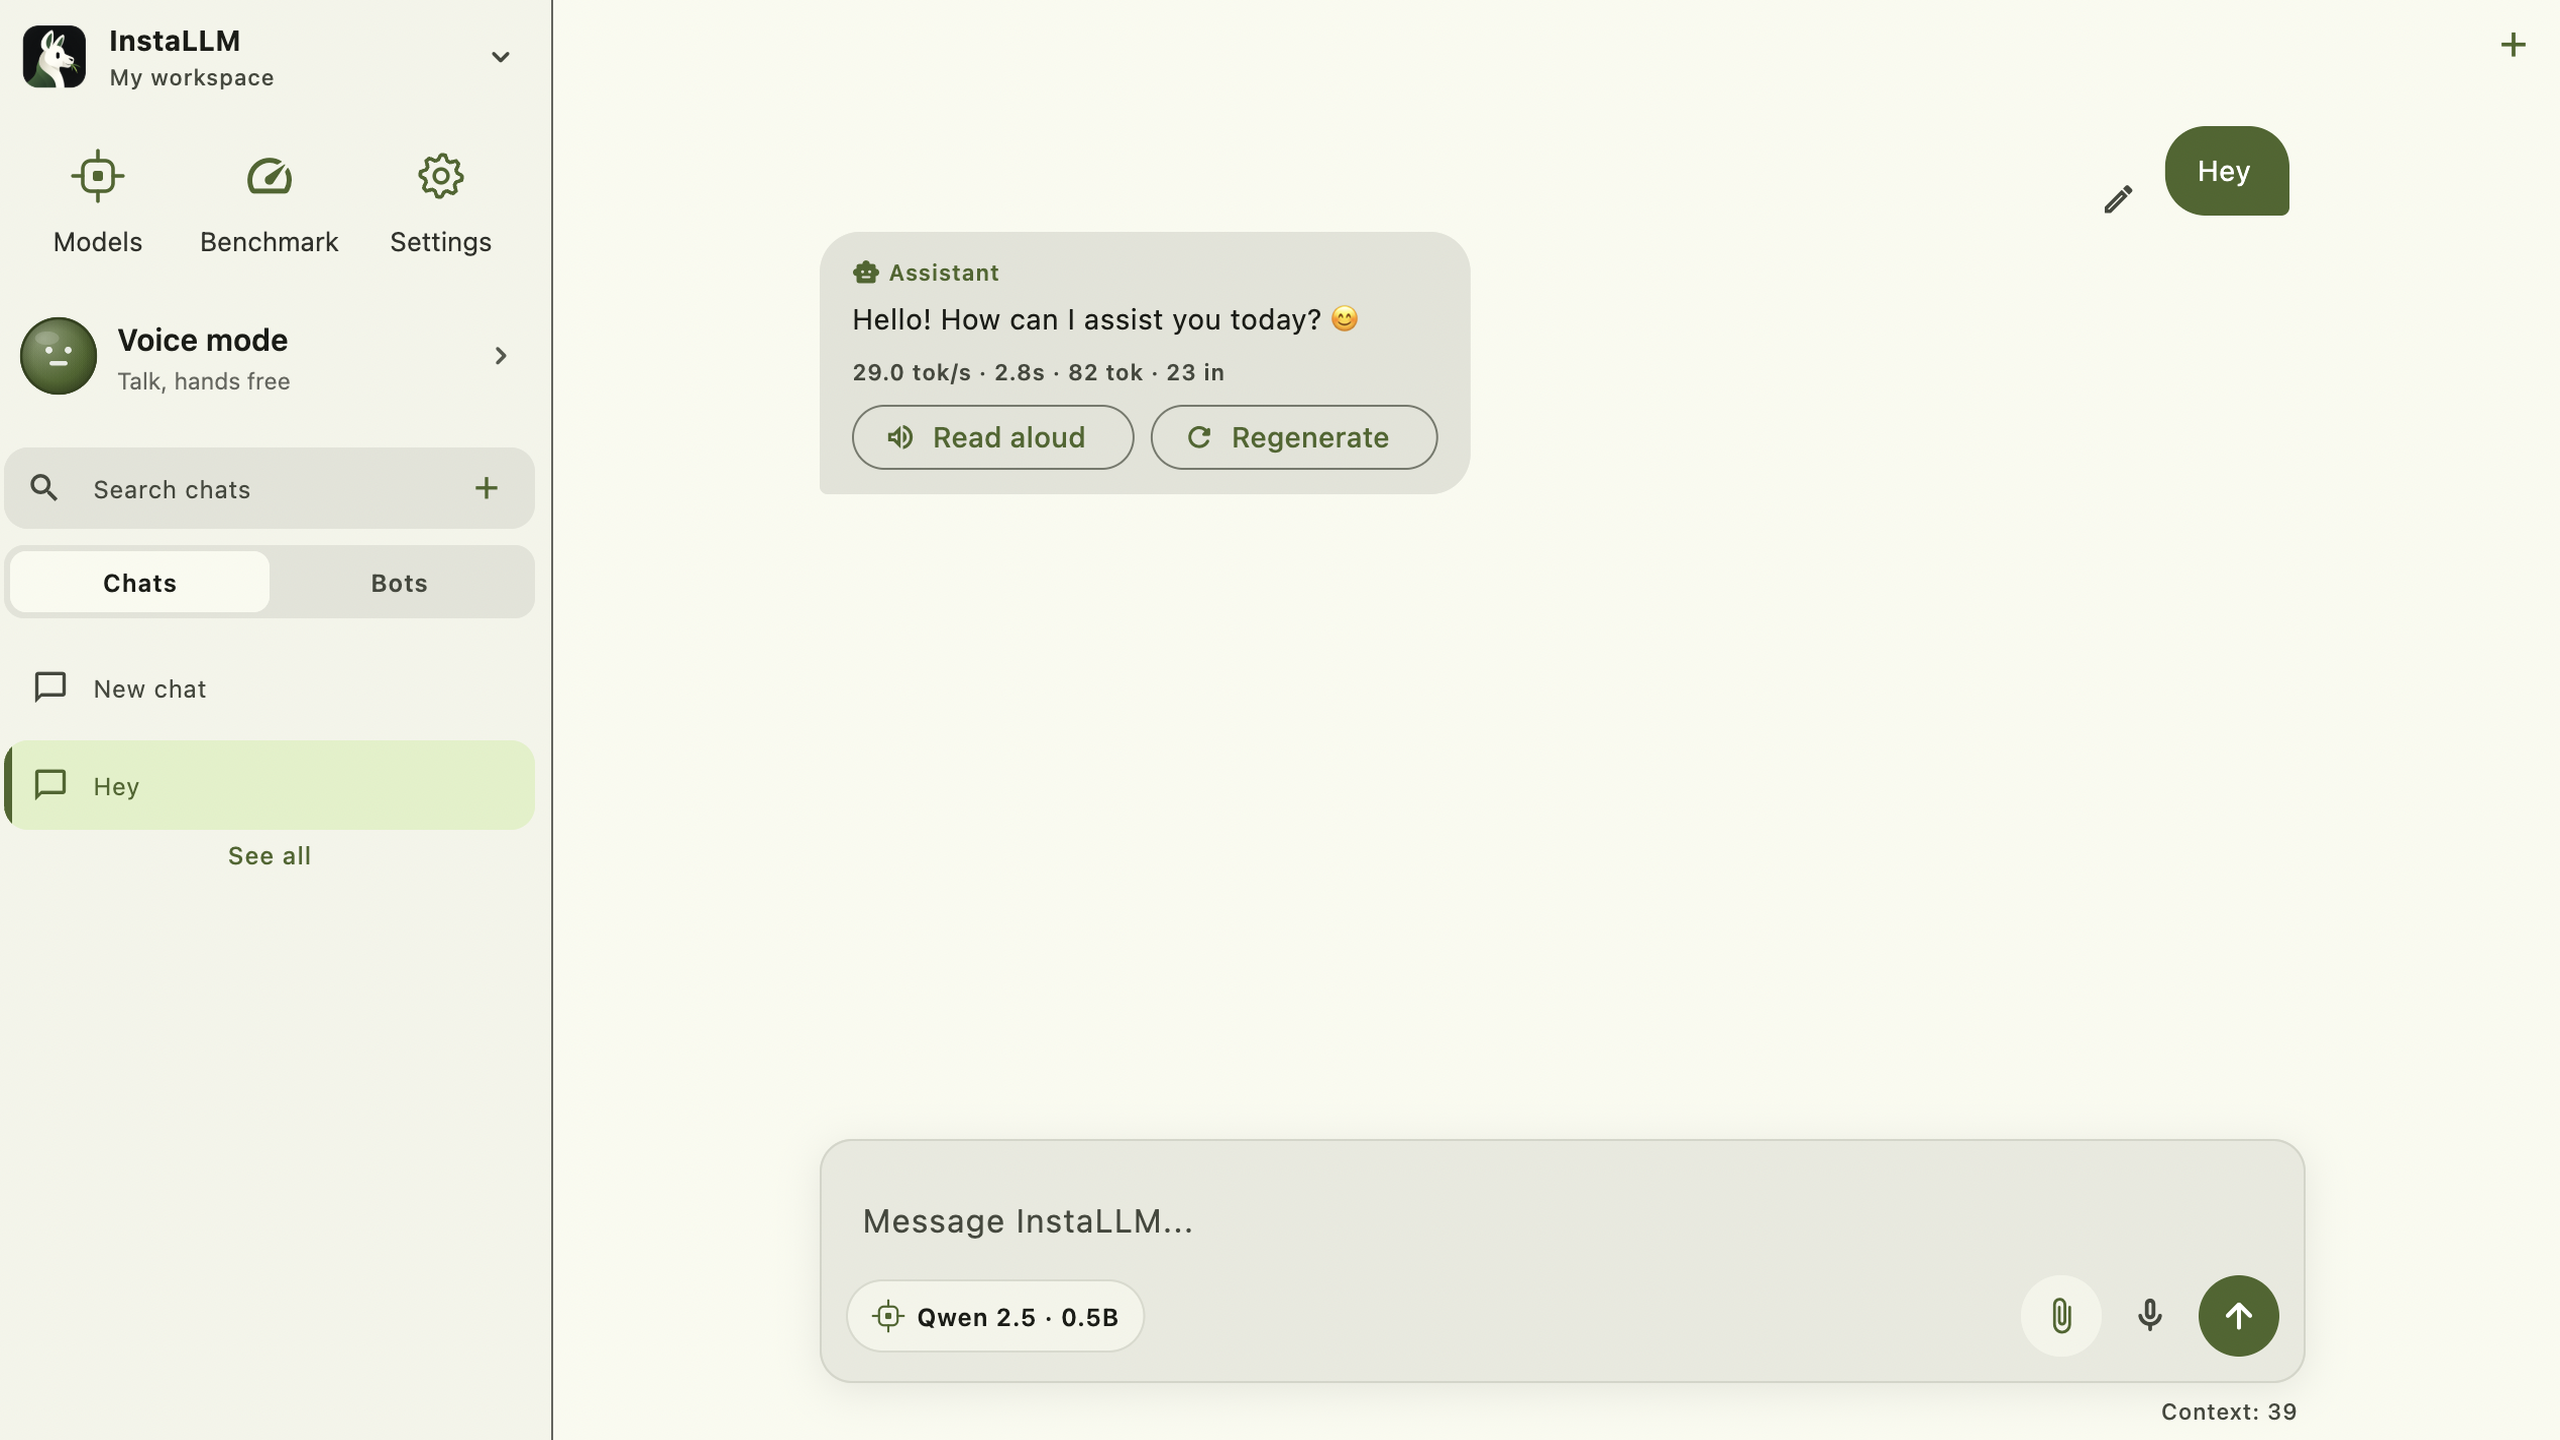 InstaLLM
My workspace
Models
Benchmark
Settings
Voice mode
Talk, hands free
Search chats
Chats
Bots
New chat
Hey
See all
Hey
Assistant
Hello! How can I assist you today? 😊
29.0 tok/s · 2.8s · 82 tok · 23 in
Read aloud
Regenerate
Message InstaLLM...
Qwen 2.5 · 0.5B
Context: 39